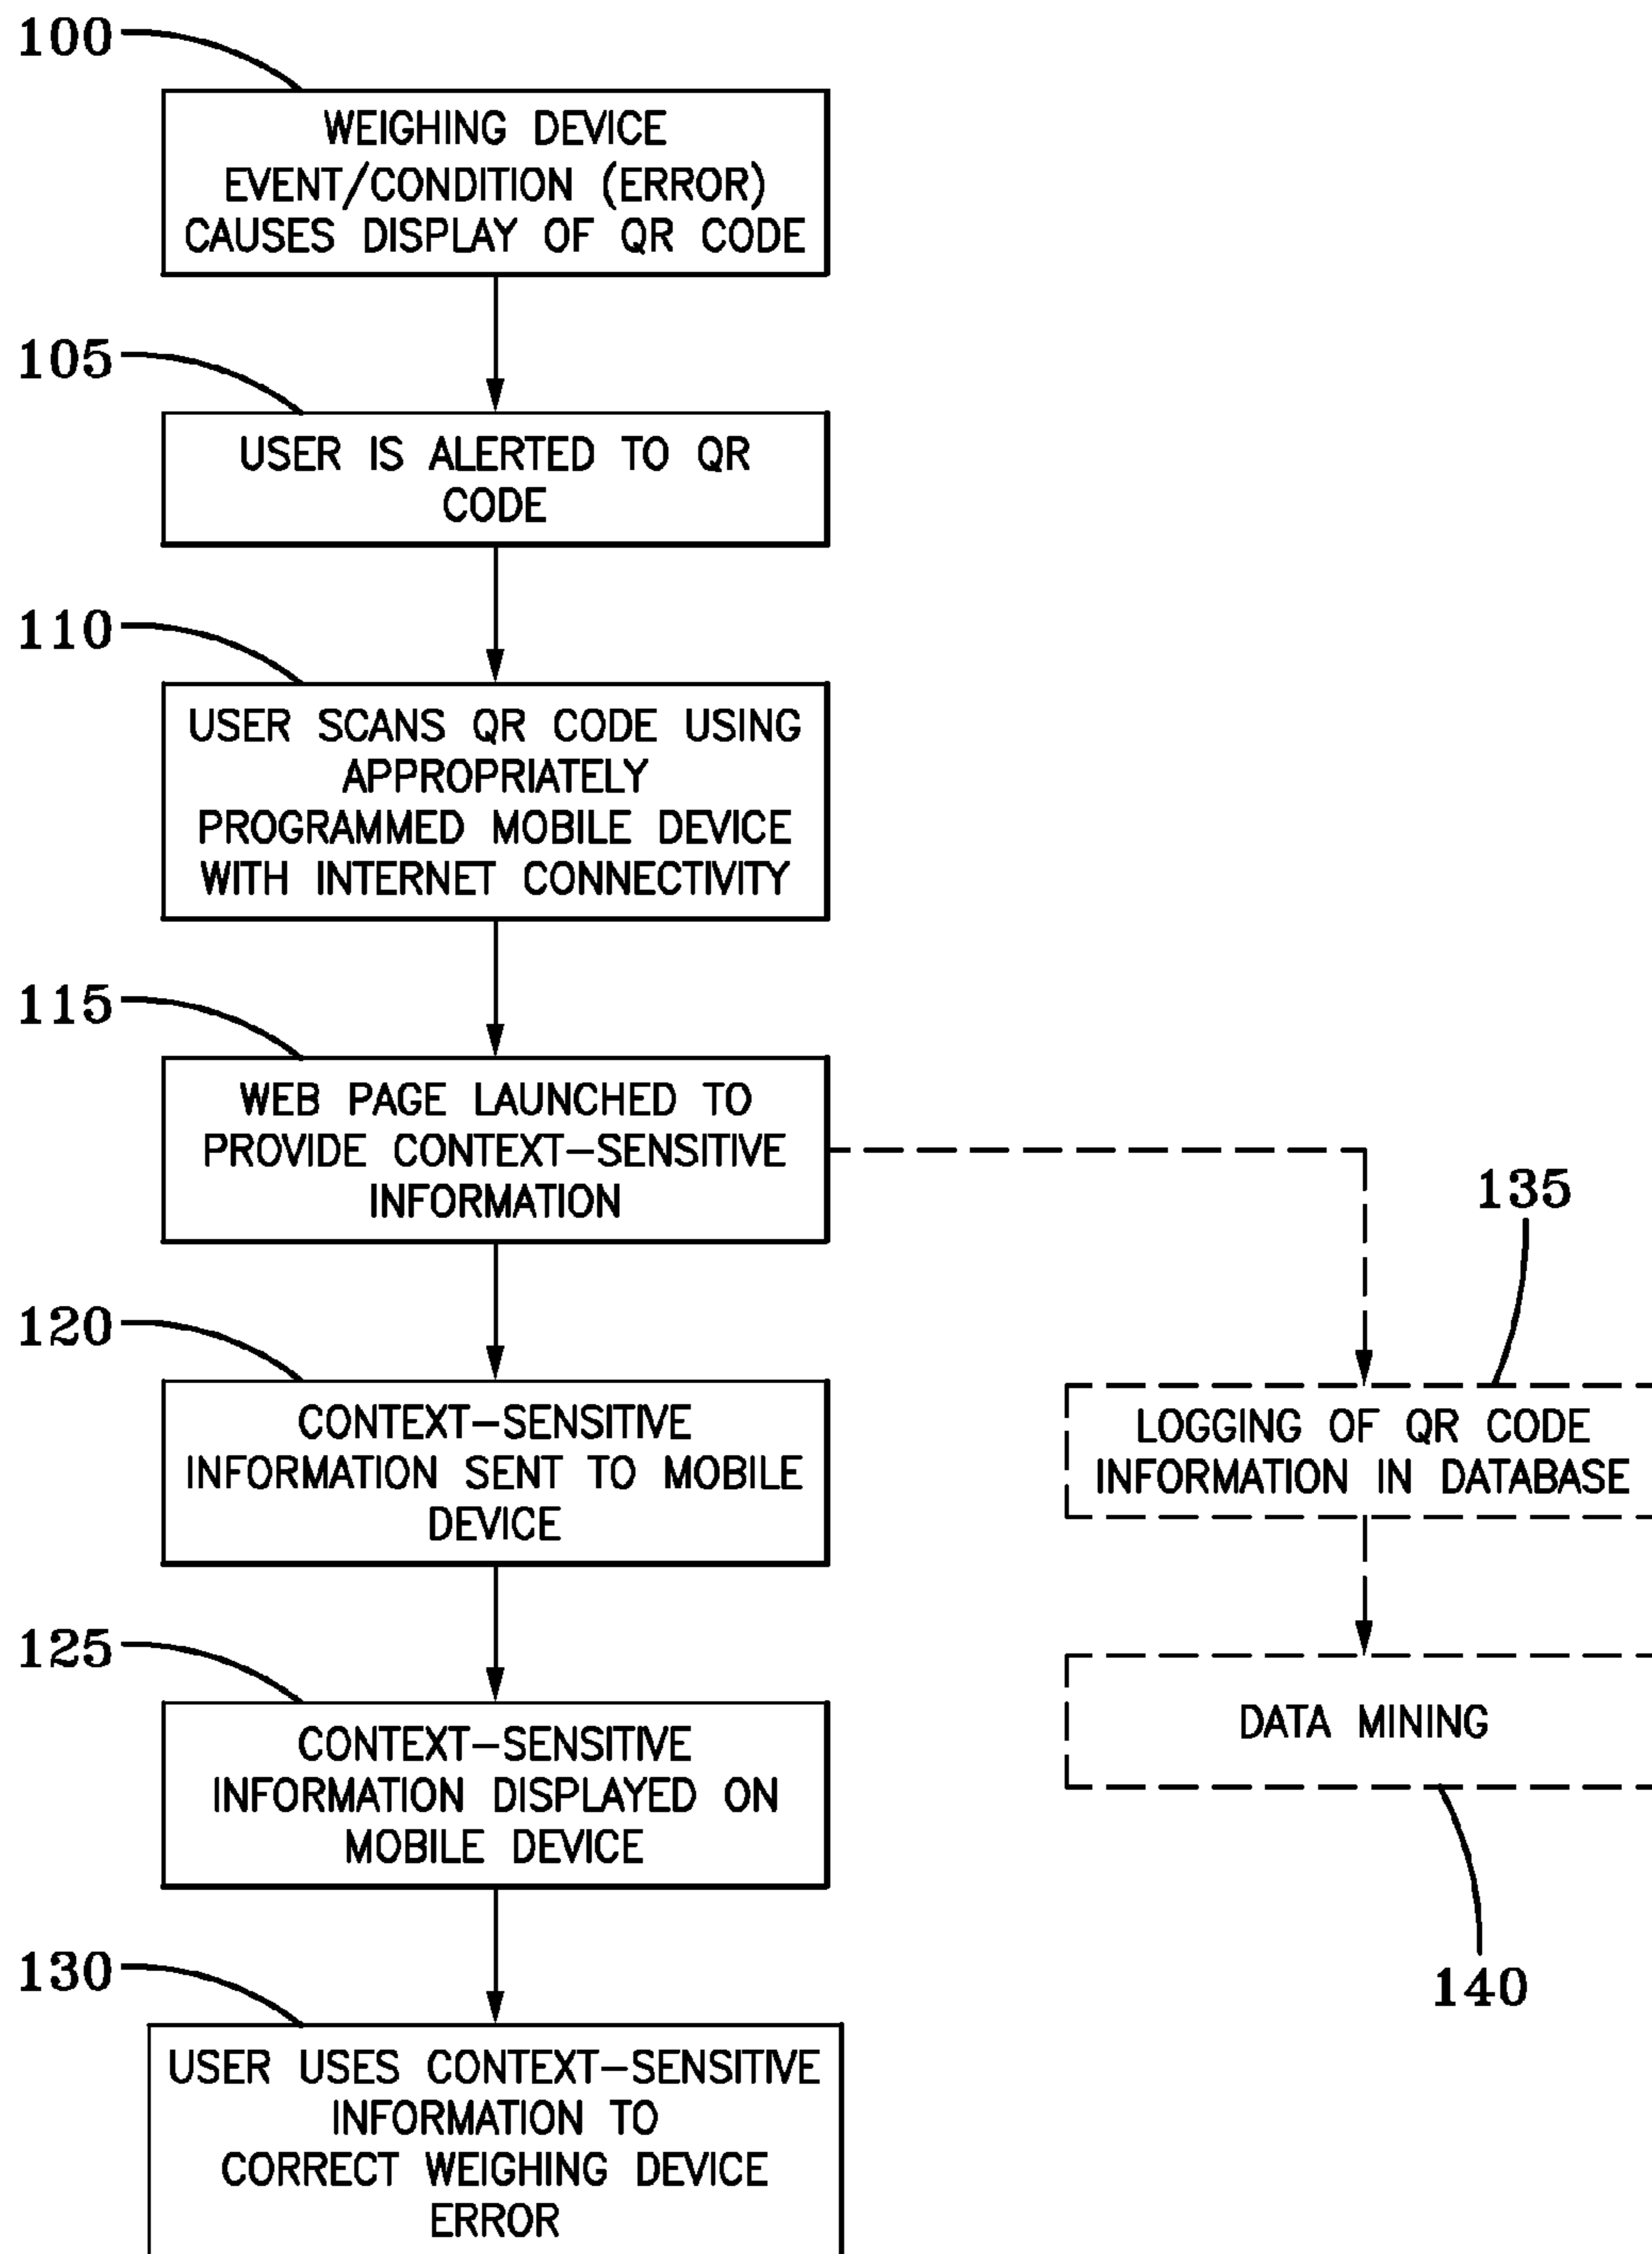 100
WEIGHING DEVICE
EVENT/CONDITION (ERROR)
CAUSES DISPLAY OF QR CODE
105
USER IS ALERTED TO QR
CODE
110
USER SCANS QR CODE USING
APPROPRIATELY
PROGRAMMED MOBILE DEVICE
WITH INTERNET CONNECTIVITY
115
WEB PAGE LAUNCHED TO
PROVIDE CONTEXT-SENSITIVE
INFORMATION
120
CONTEXT-SENSITIVE
INFORMATION SENT TO MOBILE
DEVICE
125
CONTEXT-SENSITIVE
INFORMATION DISPLAYED ON
MOBILE DEVICE
130
USER USES CONTEXT-SENSITIVE
INFORMATION TO
CORRECT WEIGHING DEVICE
ERROR
135
LOGGING OF QR CODE
INFORMATION IN DATABASE
DATA MINING
140